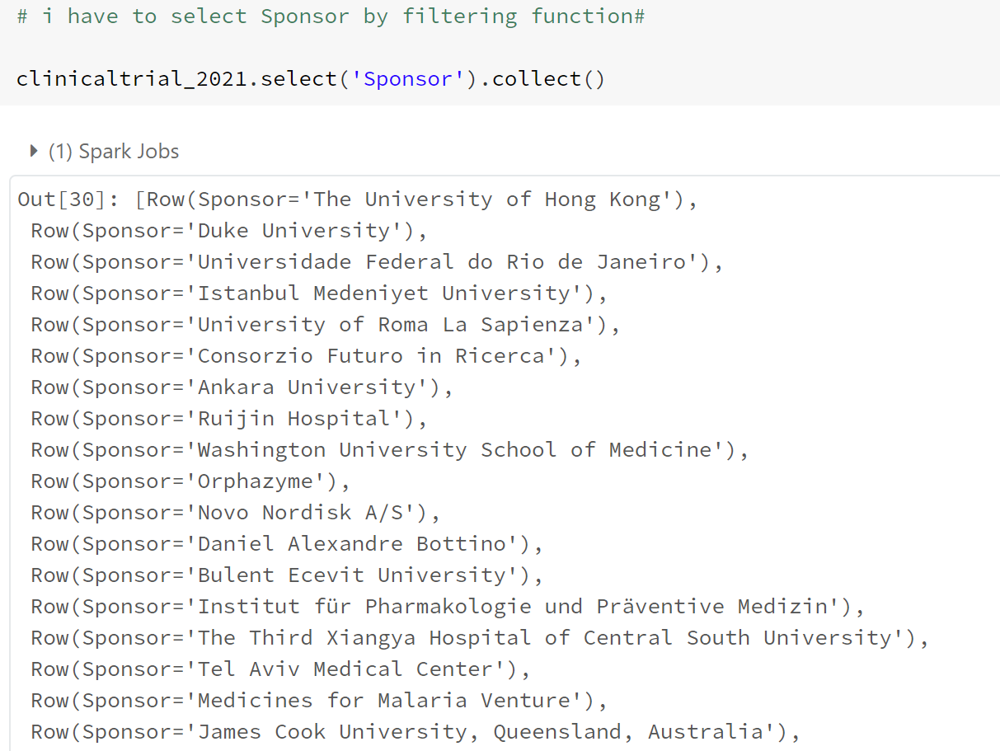 # i have to select Sponsor by filtering function#
clinicaltrial_2021.select('Sponsor').collect()
(1) Spark Jobs
Out[30]: [Row(Sponsor='The University of Hong Kong'),
Row(Sponsor='Duke University'),
Row(Sponsor='Universidade Federal do Rio de Janeiro'),
Row(Sponsor='Istanbul Medeniyet University'),
Row(Sponsor='University of Roma La Sapienza'),
Row(Sponsor='Consorzio Futuro in Ricerca'),
Row(Sponsor='Ankara University'),
Row(Sponsor='Ruijin Hospital'),
Row(Sponsor='Washington University School of Medicine'),
Row(Sponsor='Orphazyme'),
Row(Sponsor='Novo Nordisk A/S'),
Row(Sponsor='Daniel Alexandre Bottino'),
Row(Sponsor='Bulent Ecevit University'),
Row(Sponsor='Institut für Pharmakologie und Präventive Medizin'),
Row(Sponsor='The Third Xiangya Hospital of Central South University'),
Row(Sponsor='Tel Aviv Medical Center'),
Row(Sponsor='Medicines for Malaria Venture'),
Row(Sponsor='James Cook University, Queensland, Australia'),